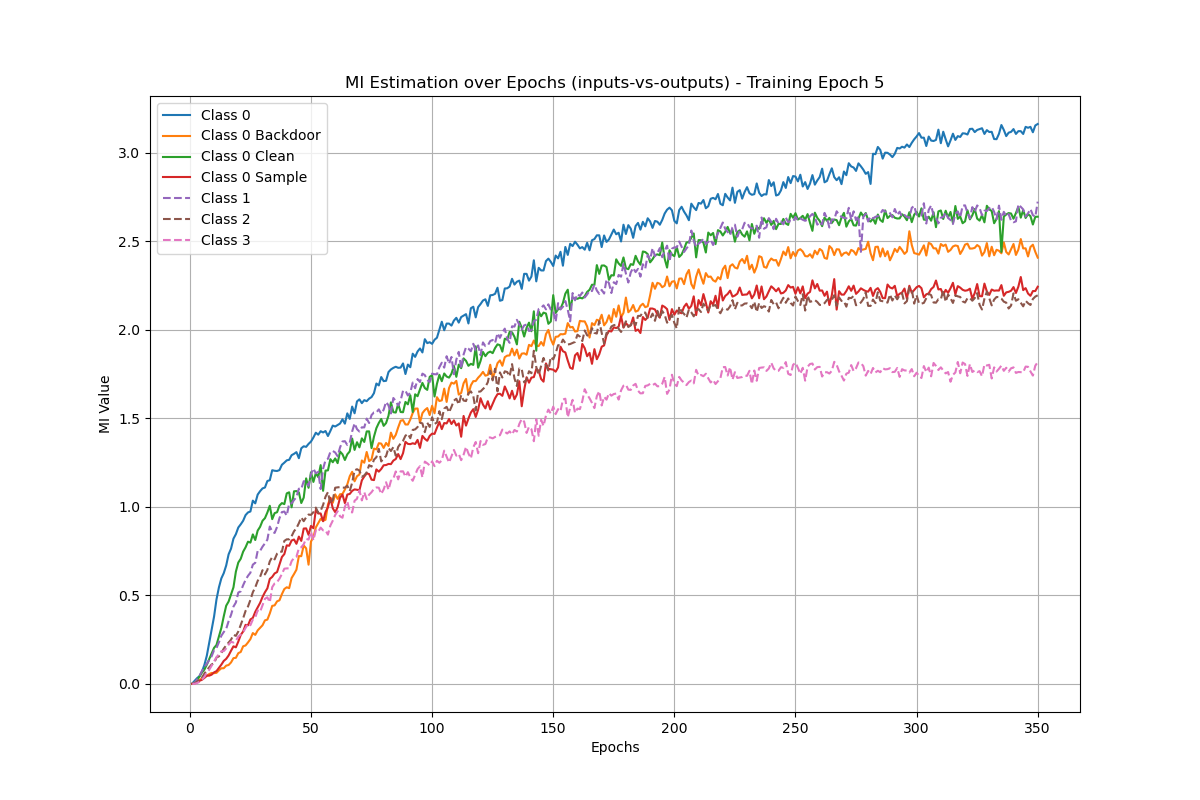 MI Estimation over Epochs (inputs-vs-outputs) - Training Epoch 5
Class 0
Class 0 Backdoor
Class 0 Clean
Class 0 Sample
Class 1
Class 2
Class 3
3.0
2.5
2.0
1.5
1.0
0.5
0.0
MI Value
0 50 100 150 200 250 300 350
Epochs